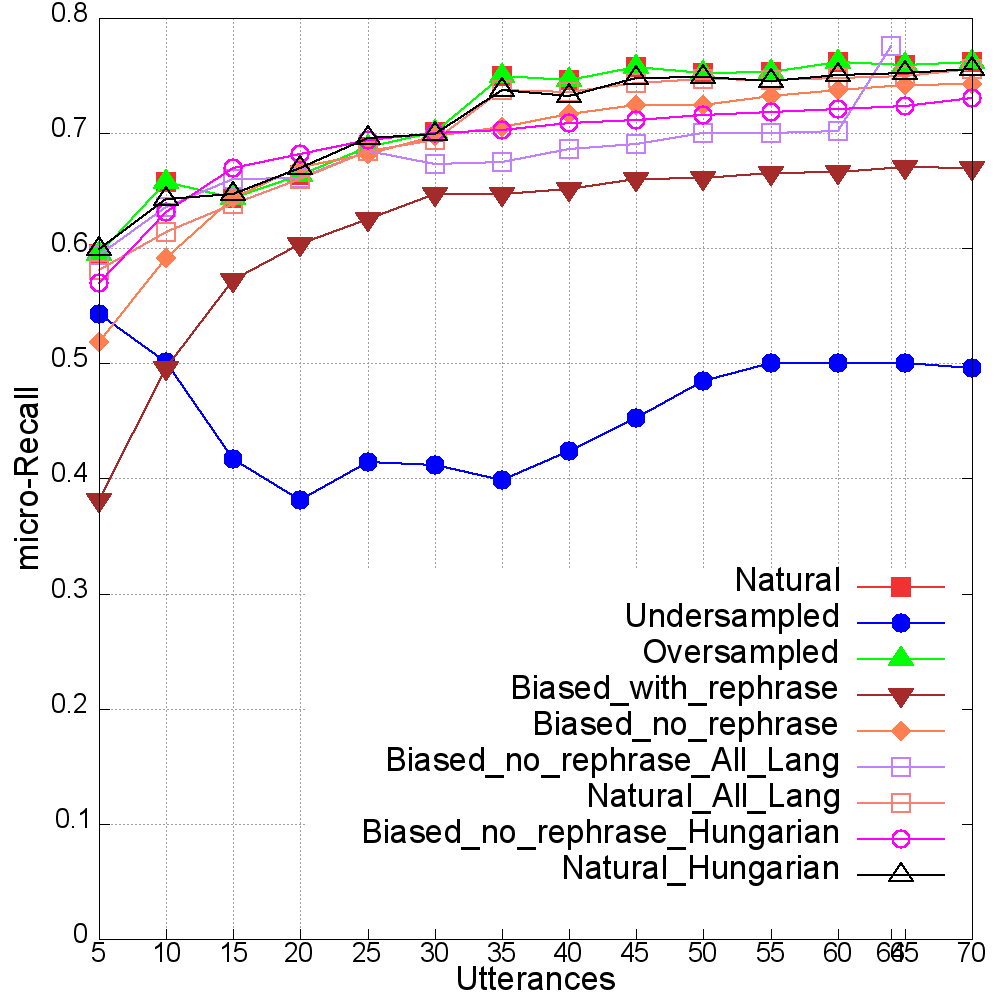 0.8
0.7
0.6
0.5
0.4
0.3
0.2
0.1
0
micro-Recall
Natural
Undersampled
Oversampled
Biased_with_rephrase
Biased_no_rephrase
Biased_no_rephrase_All_Lang
Natural_All_Lang
Biased_no_rephrase_Hungarian
Natural_Hungarian
5 10 15 20 25 30 35 40 45 50 55 60 64 65 70
Utterances